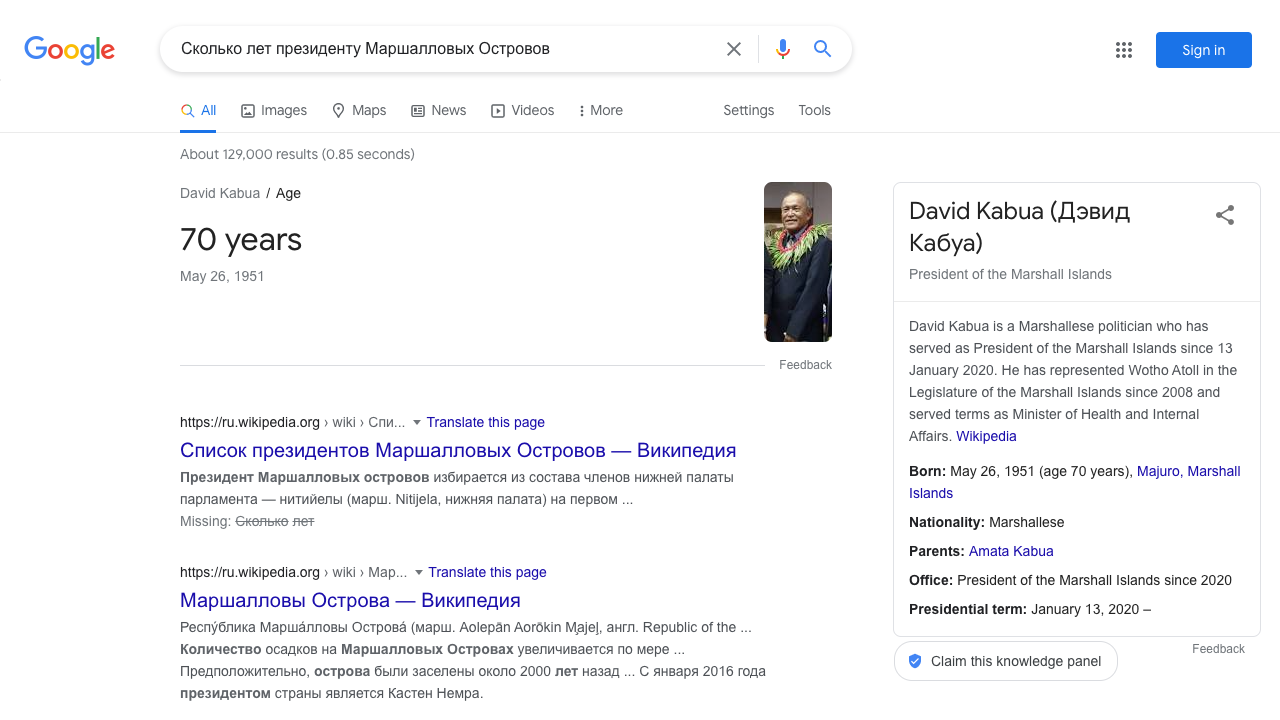 Google
Сколько лет президенту Маршалловых Островов
Sign in
All
Images
Maps
News
Videos
More
Settings
Tools
About 129,000 results (0.85 seconds)
David Kabua / Age
70 years
May 26, 1951
Feedback
https://ru.wikipedia.org › wiki › Спи... Translate this page
Список президентов Маршалловых Островов — Википедия
Президент Маршалловых островов избирается из состава членов нижней палаты
парламента — нитийелы (марш. Nitijela, нижняя палата) на первом ...
Missing: Сколько лет
https://ru.wikipedia.org › wiki › Мар... Translate this page
Маршалловы Острова — Википедия
Респу́блика Марша́лловы Острова́ (марш. Aolepān Aorōkin M̧ajeļ, англ. Republic of the ...
Количество осадков на Маршалловых Островах увеличивается по мере ...
Предположительно, острова были заселены около 2000 лет назад ... С января 2016 года
президентом страны является Кастен Немра.
David Kabua (Дэвид
Кабуа)
President of the Marshall Islands
David Kabua is a Marshallese politician who has
served as President of the Marshall Islands since 13
January 2020. He has represented Wotho Atoll in the
Legislature of the Marshall Islands since 2008 and
served terms as Minister of Health and Internal
Affairs. Wikipedia
Born: May 26, 1951 (age 70 years), Majuro, Marshall
Islands
Nationality: Marshallese
Parents: Amata Kabua
Office: President of the Marshall Islands since 2020
Presidential term: January 13, 2020 –
Claim this knowledge panel
Feedback